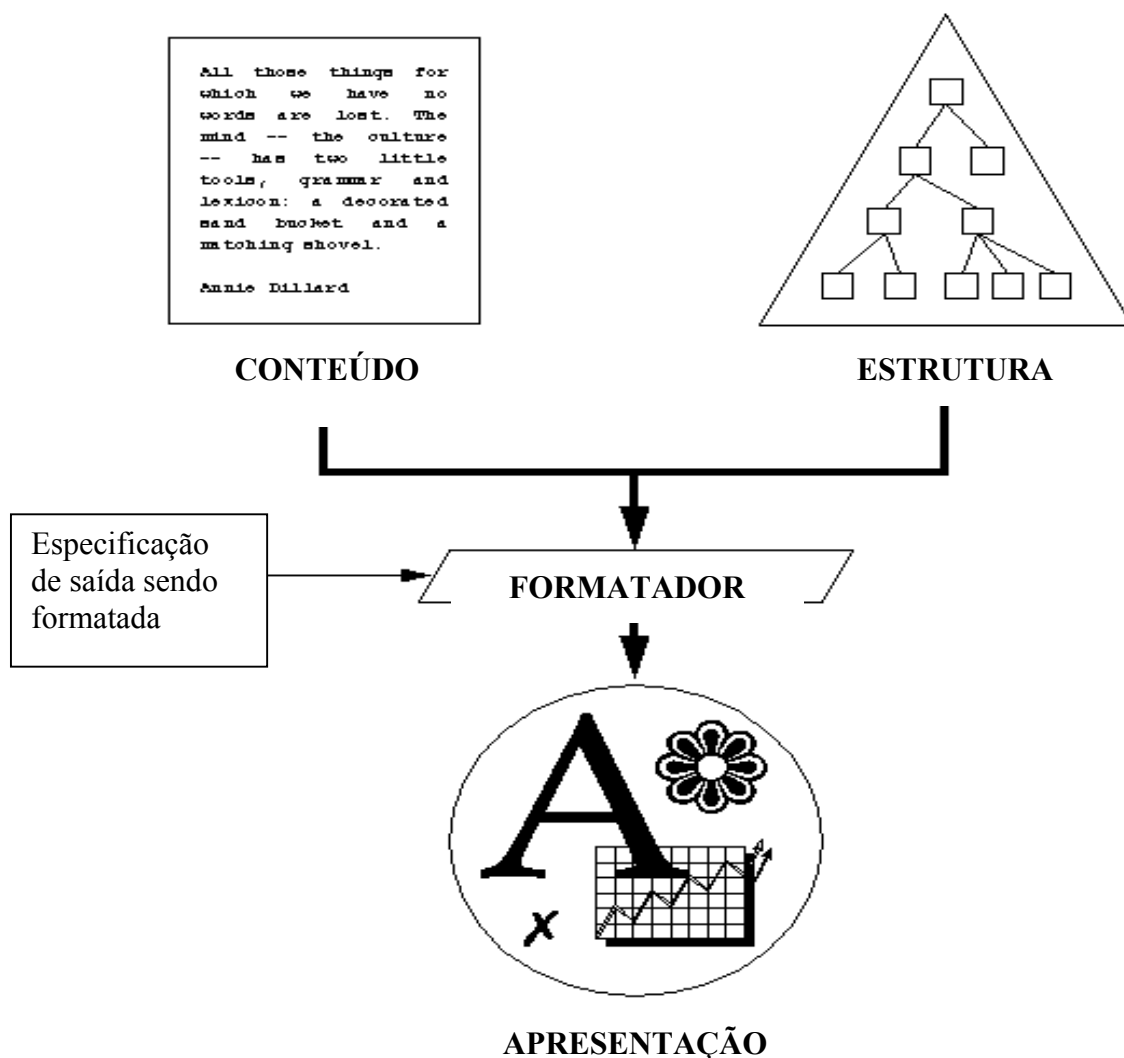 All those things for
which we have no
words are lost. The
mind -- the culture
-- has two little
tools, grammar and
lexicon: a decorated
sand bucket and a
matching shovel.
Annie Dillard
CONTEÚDO
ESTRUTURA
Especificação
de saída sendo
formatada
FORMATADOR
A
x
APRESENTAÇÃO